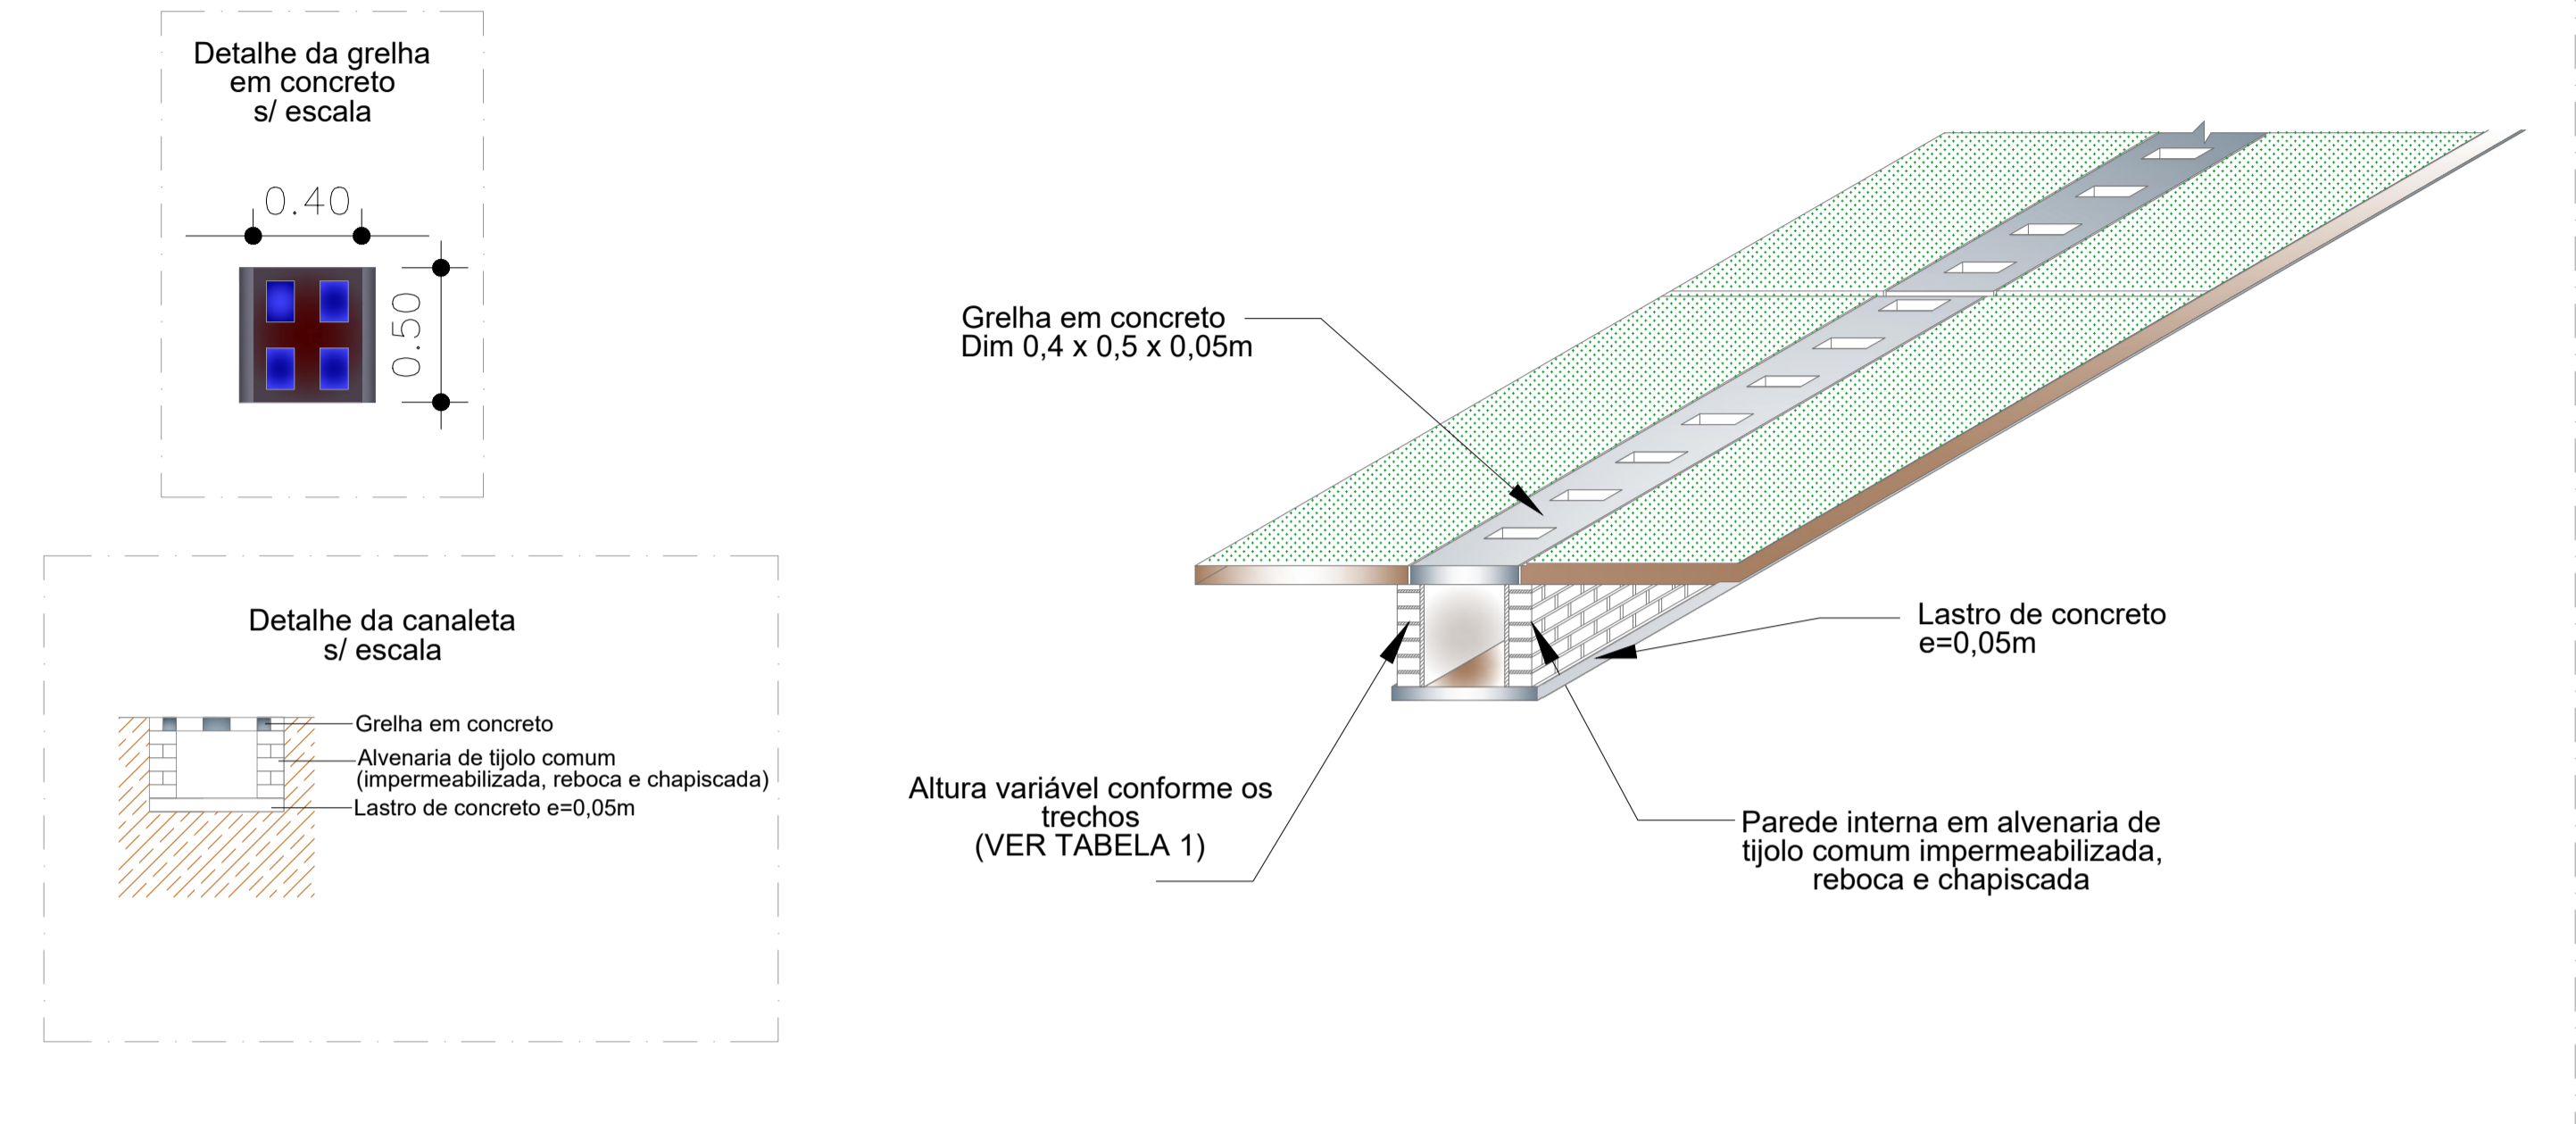 Detalhe da grelha
em concreto
s/ escala
0.40
0.50
Detalhe da canaleta
s/ escala
Grelha em concreto
Alvenaria de tijolo comum
(impermeabilizada, reboca e chapiscada)
Lastro de concreto e=0,05m
Grelha em concreto
Dim 0,4 x 0,5 x 0,05m
Lastro de concreto
e=0,05m
Altura variável conforme os
trechos
(VER TABELA 1)
Parede interna em alvenaria de
tijolo comum impermeabilizada,
reboca e chapiscada